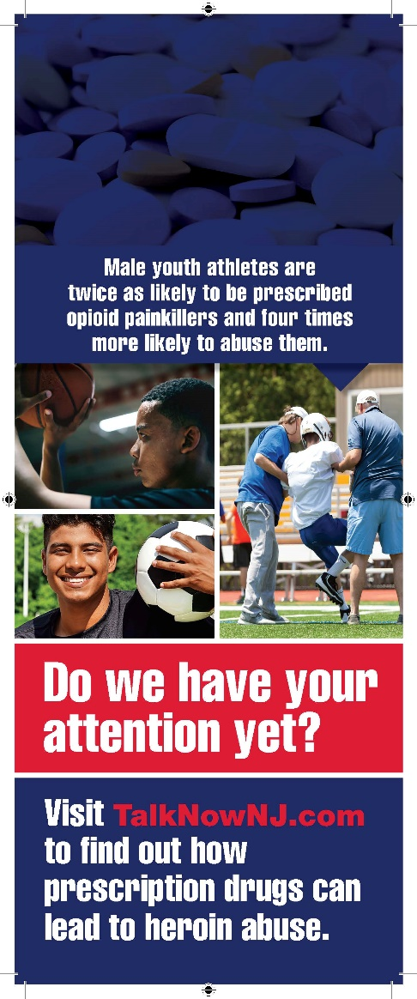 Male youth athletes are
twice as likely to be prescribed
opioid painkillers and four times
more likely to abuse them.
Do we have your
attention yet?
Visit TalkNowNJ.com
to find out how
prescription drugs can
lead to heroin abuse.